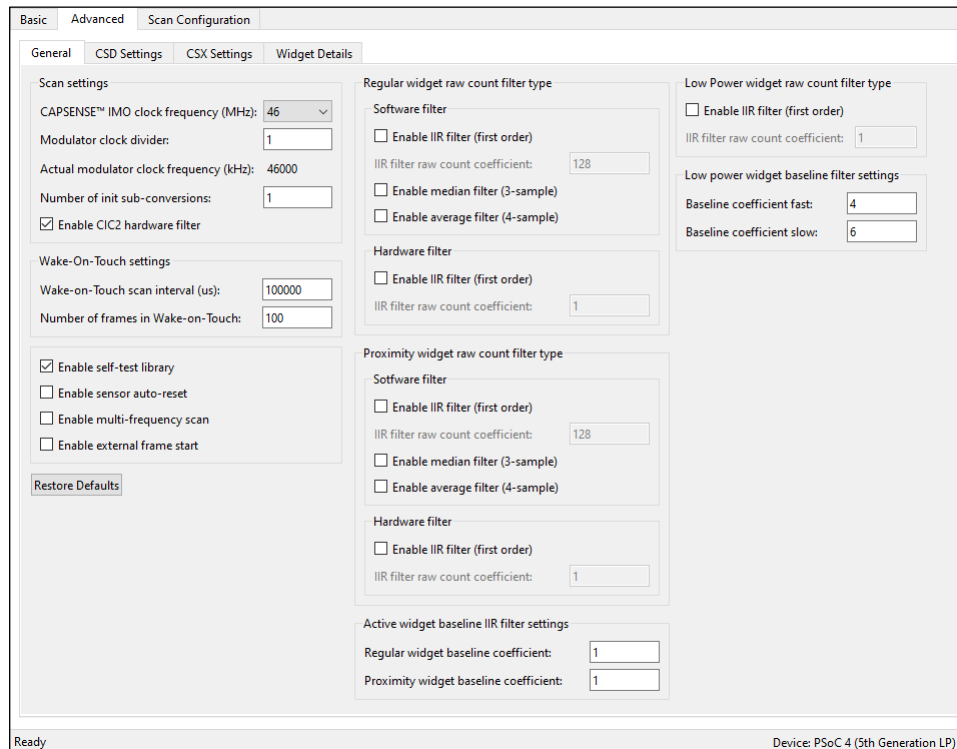 Basic Advanced Scan Configuration
General CSD Settings CSX Settings Widget Details
Scan settings
CAPSENSE™ IMO clock frequency (MHz): 46
Modulator clock divider: 1
Actual modulator clock frequency (kHz): 46000
Number of init sub-conversions: 1
Enable CIC2 hardware filter
Wake-On-Touch settings
Wake-on-Touch scan interval (us): 100000
Number of frames in Wake-on-Touch: 100
Enable self-test library
Enable sensor auto-reset
Enable multi-frequency scan
Enable external frame start
Restore Defaults
Regular widget raw count filter type
Software filter
Enable IIR filter (first order)
IIR filter raw count coefficient: 128
Enable median filter (3-sample)
Enable average filter (4-sample)
Hardware filter
Enable IIR filter (first order)
IIR filter raw count coefficient: 1
Proximity widget raw count filter type
Sotfware filter
Enable IIR filter (first order)
IIR filter raw count coefficient: 128
Enable median filter (3-sample)
Enable average filter (4-sample)
Hardware filter
Enable IIR filter (first order)
IIR filter raw count coefficient: 1
Active widget baseline IIR filter settings
Regular widget baseline coefficient: 1
Proximity widget baseline coefficient: 1
Low Power widget raw count filter type
Enable IIR filter (first order)
IIR filter raw count coefficient: 1
Low power widget baseline filter settings
Baseline coefficient fast: 4
Baseline coefficient slow: 6
Ready Device: PSoC 4 (5th Generation LP)